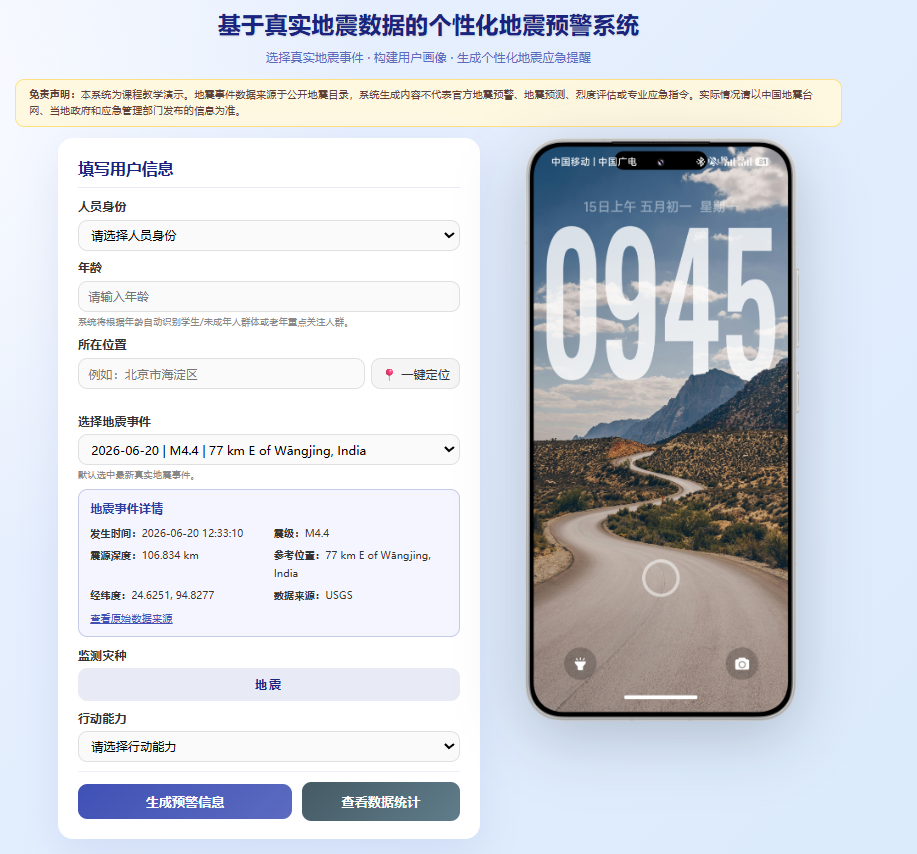 基于真实地震数据的个性化地震预警系统
选择真实地震事件 · 构建用户画像 · 生成个性化地震应急提醒
免责声明：本系统为课程教学演示。地震事件数据来源于公开地震目录，系统生成内容不代表官方地震预警、地震预测、烈度评估或专业应急指令。实际情况请以中国地震台
网、当地政府和应急管理部门发布的信息为准。
填写用户信息
人员身份
请选择人员身份
年龄
请输入年龄
系统将根据年龄自动识别学生/未成年人群体或老年重点关注人群。
所在位置
例如：北京市海淀区
一键定位
选择地震事件
2026-06-20 | M4.4 | 77 km E of Wāngjing, India
默认选中最新真实地震事件。
地震事件详情
发生时间：2026-06-20 12:33:10
震级：M4.4
震源深度：106.834 km
参考位置：77 km E of Wāngjing,
India
经纬度：24.6251, 94.8277
数据来源：USGS
查看原始数据来源
监测灾种
地震
行动能力
请选择行动能力
生成预警信息
查看数据统计
中国移动 | 中国广电
15日上午 五月初一 星期一
0945